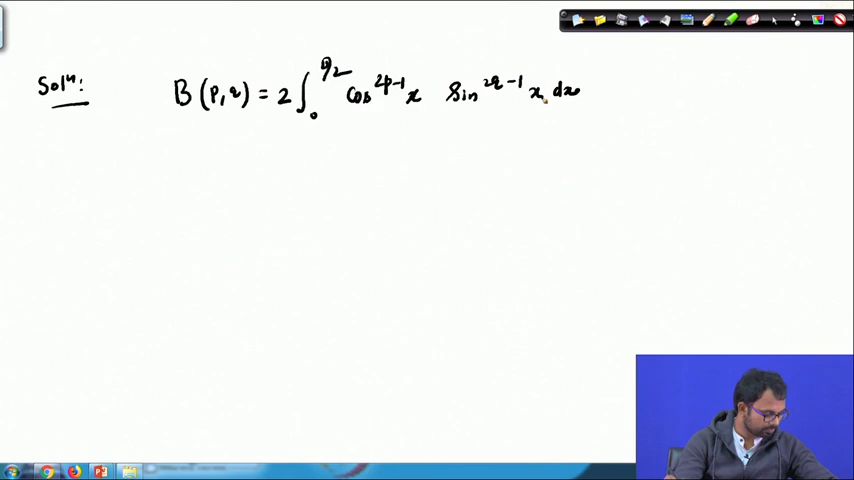 Solⁿ:
B(p, q) = 2 ∫₀^{π/2} cos^{2p-1} x sin^{2q-1} x dx